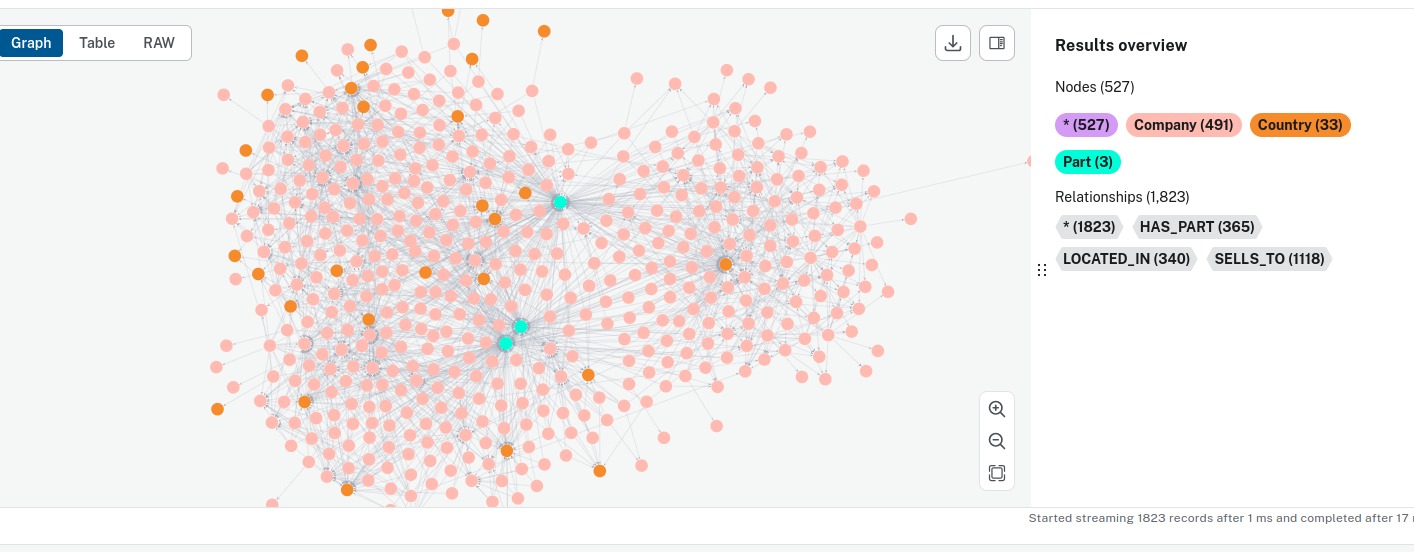 Graph Table RAW
Results overview
Nodes (527)
* (527) Company (491) Country (33)
Part (3)
Relationships (1,823)
* (1823) HAS_PART (365)
LOCATED_IN (340) SELLS_TO (1118)
Started streaming 1823 records after 1 ms and completed after 17